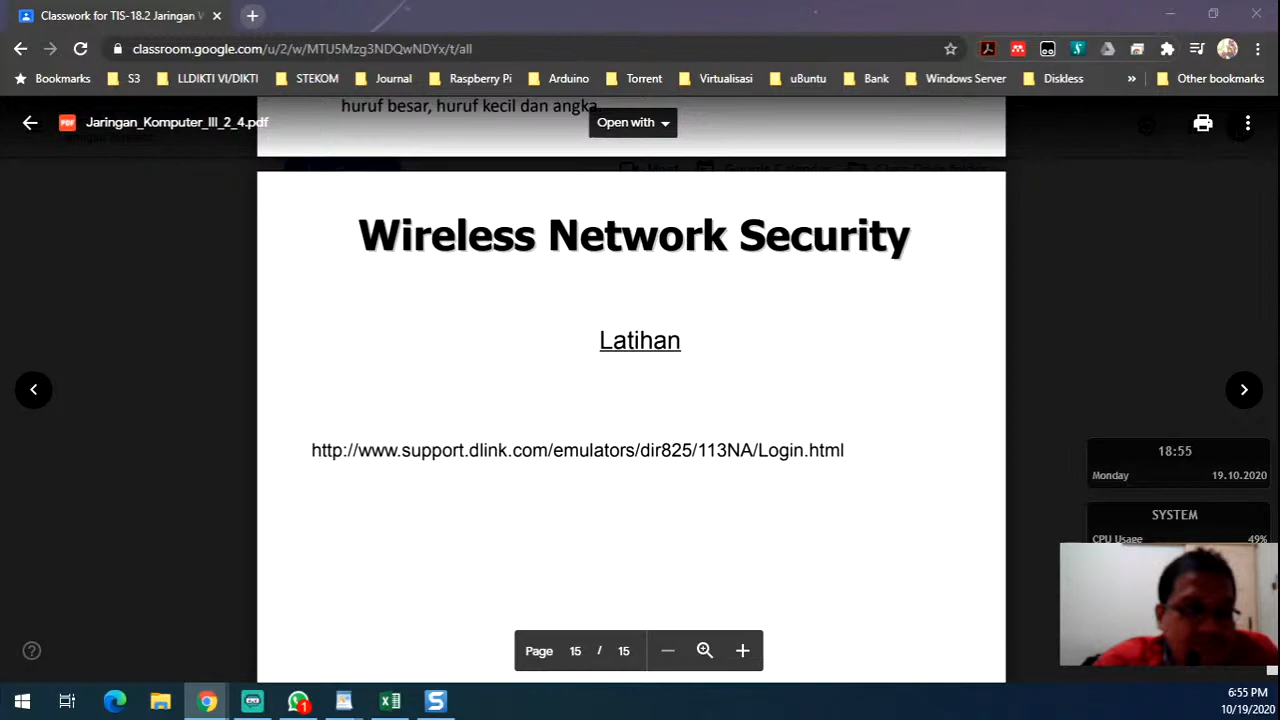 Classwork for TIS-18.2 Jaringan W
classroom.google.com/u/2/w/MTU5Mzg3NDQwNDYx/t/all
Bookmarks S3 LLDIKTI VI/DIKTI STEKOM Journal Raspberry Pi Arduino Torrent Virtualisasi uBuntu Bank Windows Server Diskless » Other bookmarks
huruf besar, huruf kecil dan angka
PDF Jaringan_Komputer_III_2_4.pdf
Open with
Wireless Network Security
Latihan
http://www.support.dlink.com/emulators/dir825/113NA/Login.html
18:55
Monday 19.10.2020
SYSTEM
CPU Usage 49%
Page 15 / 15
1
6:55 PM
10/19/2020